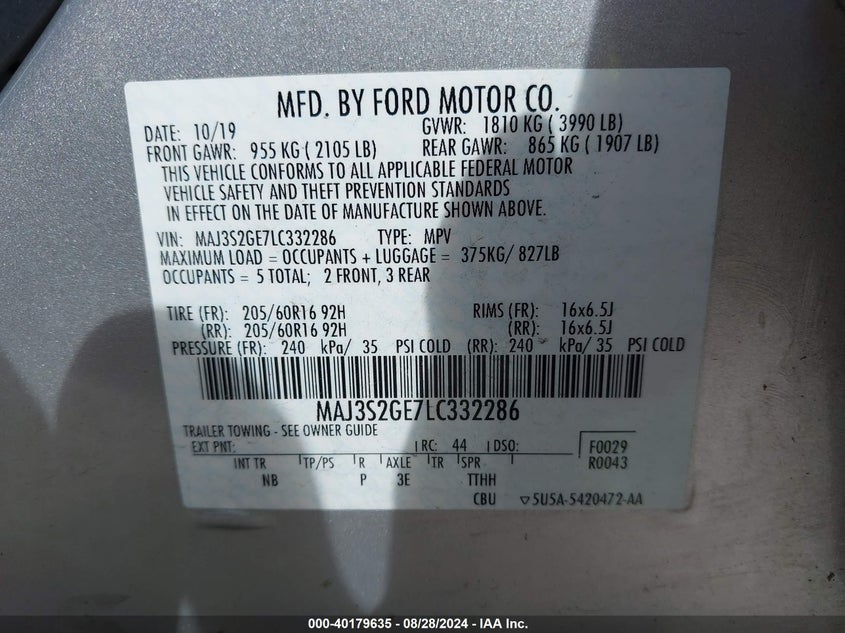 MFD. BY FORD MOTOR CO.
DATE: 10/19 GVWR: 1810 KG ( 3990 LB)
FRONT GAWR: 955 KG ( 2105 LB) REAR GAWR: 865 KG ( 1907 LB)
THIS VEHICLE CONFORMS TO ALL APPLICABLE FEDERAL MOTOR
VEHICLE SAFETY AND THEFT PREVENTION STANDARDS
IN EFFECT ON THE DATE OF MANUFACTURE SHOWN ABOVE.
VIN: MAJ3S2GE7LC332286 TYPE: MPV
MAXIMUM LOAD = OCCUPANTS + LUGGAGE = 375KG/ 827LB
OCCUPANTS = 5 TOTAL; 2 FRONT, 3 REAR
TIRE (FR): 205/60R16 92H RIMS (FR): 16x6.5J
(RR): 205/60R16 92H (RR): 16x6.5J
PRESSURE (FR): 240 kPa/ 35 PSI COLD (RR): 240 kPa/ 35 PSI COLD
MAJ3S2GE7LC332286
TRAILER TOWING - SEE OWNER GUIDE
EXT PNT: RC: 44 DSO: F0029
INT TR TP/PS R AXLE TR SPR R0043
NB P 3E TTHH
CBU ▽5U5A-5420472-AA
000-40179635 - 08/28/2024 - IAA Inc.